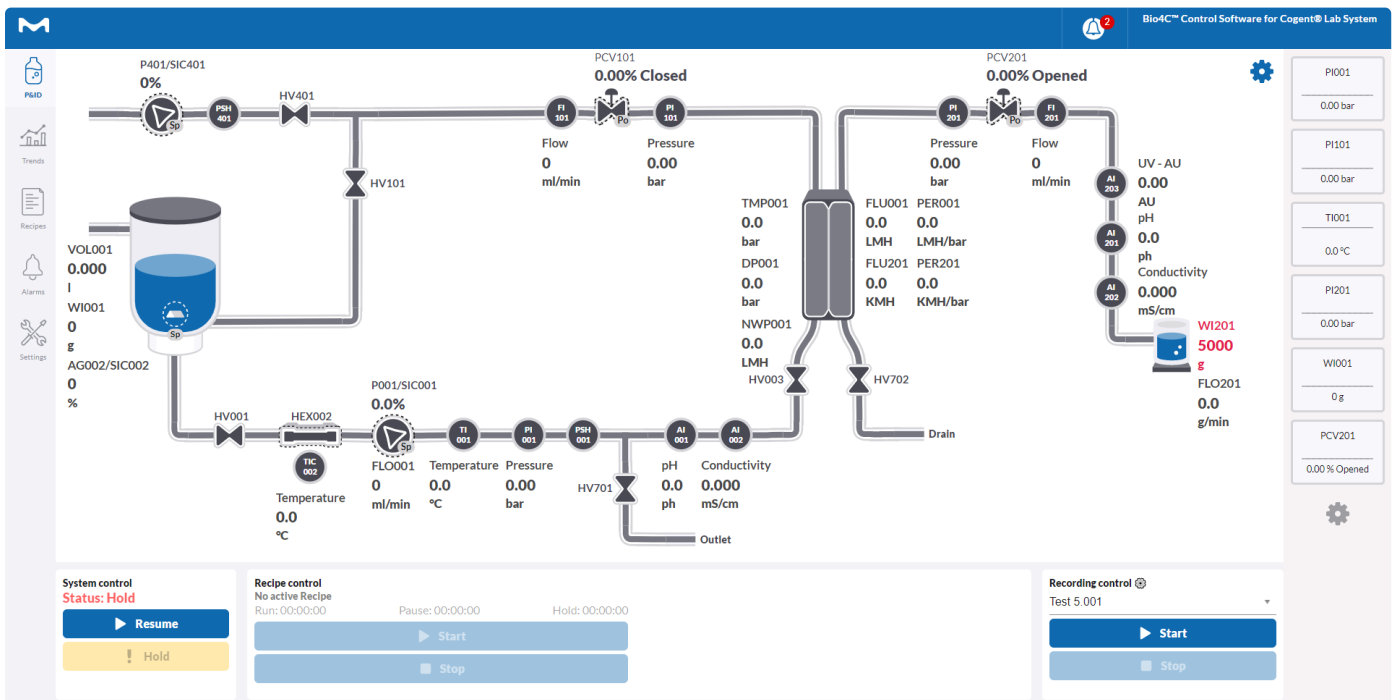 2
Bio4C™ Control Software for Cogent® Lab System
P&ID
Trends
Recipes
Alarms
Settings
P401/SIC401
0%
Sp
PSH
401
HV401
HV101
PCV101
0.00% Closed
FI
101
Po
PI
101
Flow
0
ml/min
Pressure
0.00
bar
PCV201
0.00% Opened
PI
201
Po
FI
201
Pressure
0.00
bar
Flow
0
ml/min
AI
203
UV - AU
0.00
AU
AI
201
pH
0.0
ph
AI
202
Conductivity
0.000
mS/cm
WI201
5000
g
FLO201
0.0
g/min
VOL001
0.000
l
WI001
0
g
AG002/SIC002
0
%
Sp
TMP001
0.0
bar
DP001
0.0
bar
NWP001
0.0
LMH
FLU001 PER001
0.0 0.0
LMH LMH/bar
FLU201 PER201
0.0 0.0
KMH KMH/bar
HV003
HV702
Drain
HV001
HEX002
TIC
002
Temperature
0.0
°C
P001/SIC001
0.0%
Sp
FLO001
0
ml/min
TI
001
Temperature
0.0
°C
PI
001
Pressure
0.00
bar
PSH
001
HV701
Outlet
AI
001
pH
0.0
ph
AI
002
Conductivity
0.000
mS/cm
PI001
0.00 bar
PI101
0.00 bar
TI001
0.0 °C
PI201
0.00 bar
WI001
0 g
PCV201
0.00 % Opened
System control
Status: Hold
Resume
Hold
Recipe control
No active Recipe
Run: 00:00:00 Pause: 00:00:00 Hold: 00:00:00
Start
Stop
Recording control
Test 5.001
Start
Stop